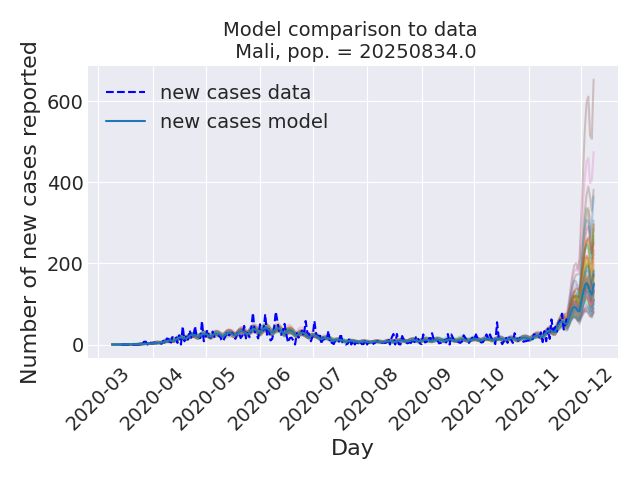 Model comparison to data
Mali, pop. = 20250834.0
new cases data
new cases model
Number of new cases reported
600
400
200
0
2020-03
2020-04
2020-05
2020-06
2020-07
2020-08
2020-09
2020-10
2020-11
2020-12
Day